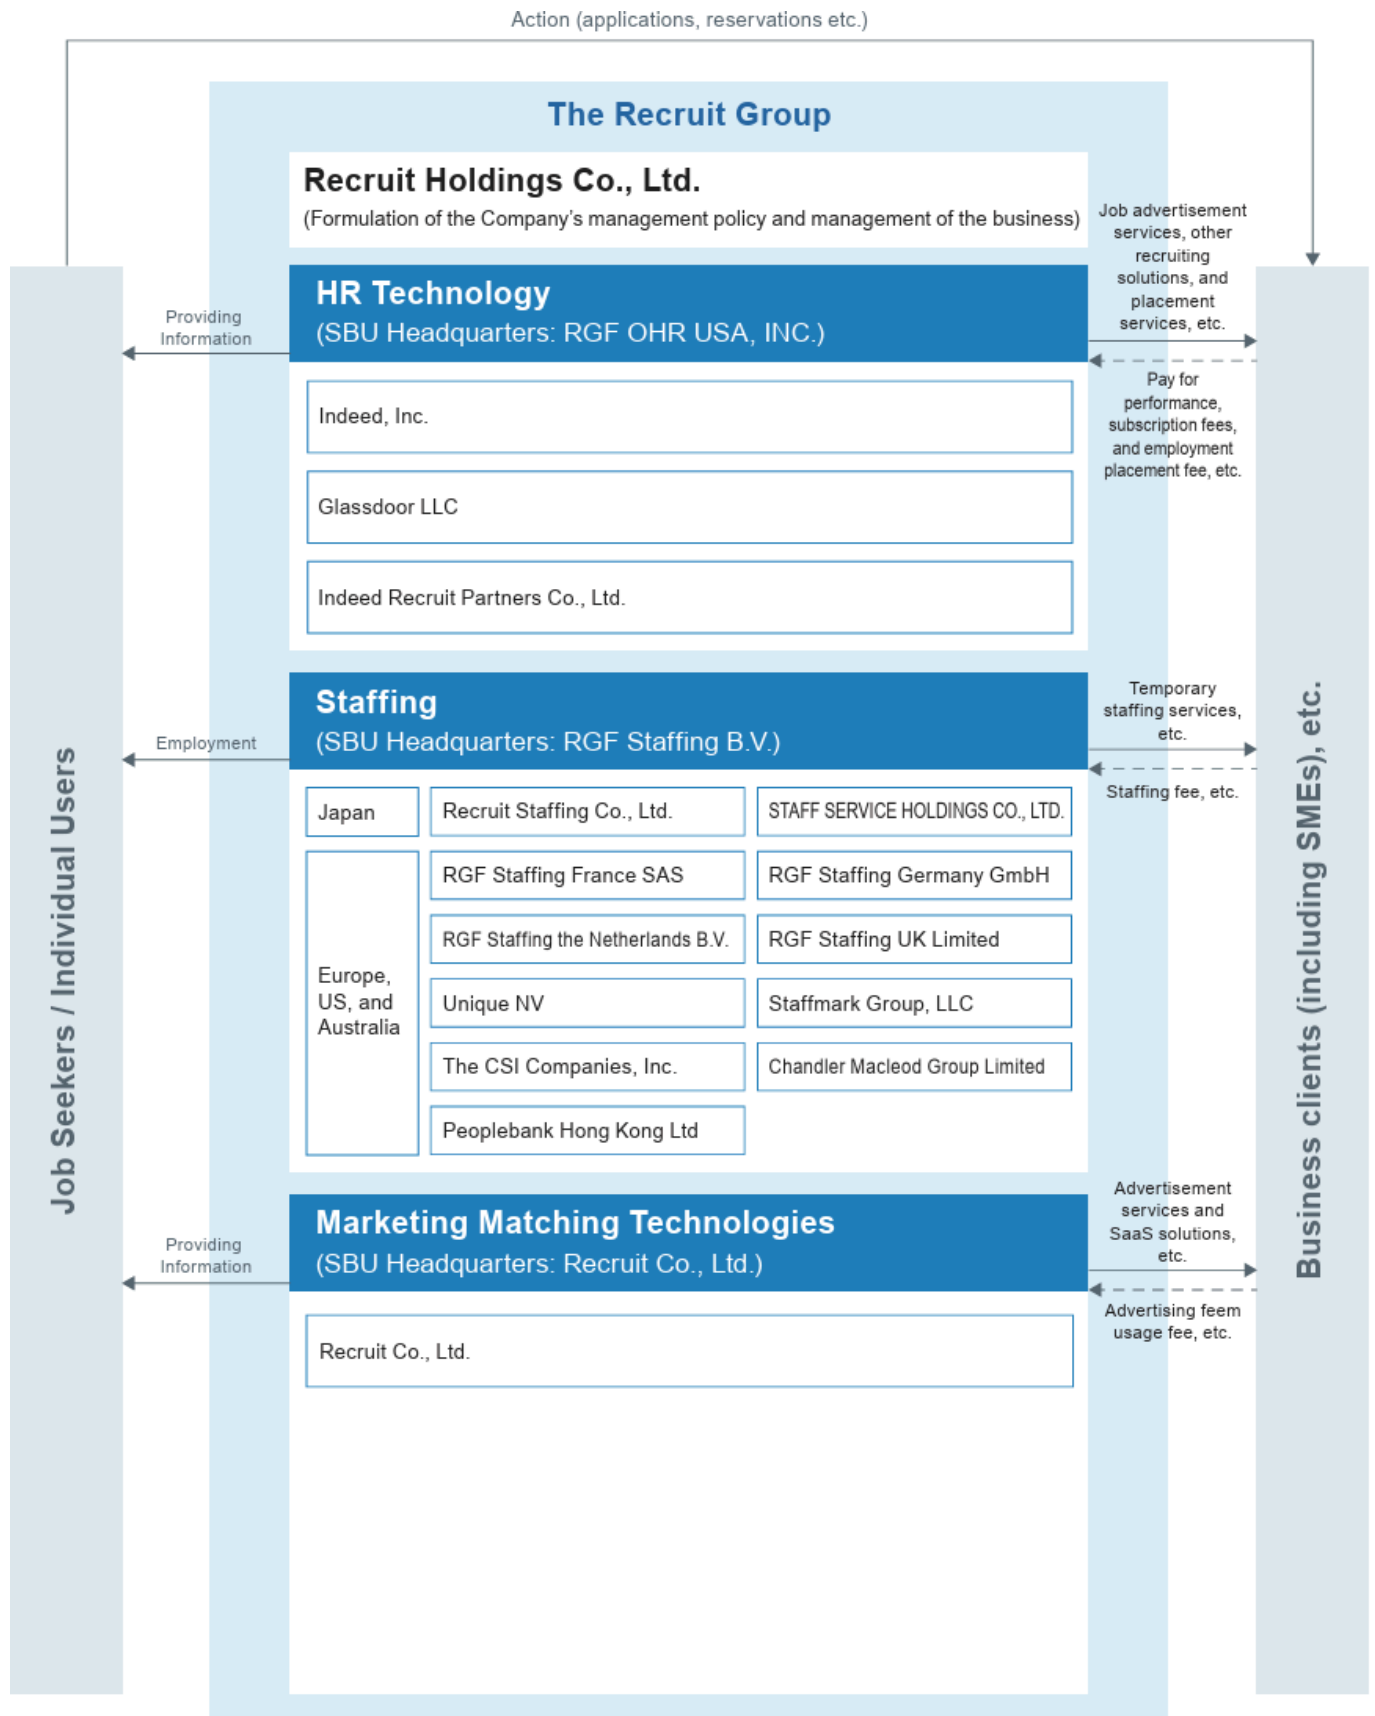 Action (applications, reservations etc.)
The Recruit Group
Recruit Holdings Co., Ltd.
(Formulation of the Company's management policy and management of the business)
Job Seekers / Individual Users
Business clients (including SMEs), etc.
HR Technology
(SBU Headquarters: RGF OHR USA, INC.)
Providing
Information
Job advertisement
services, other
recruiting
solutions, and
placement
services, etc.
Pay for
performance,
subscription fees,
and employment
placement fee, etc.
Indeed, Inc.
Glassdoor LLC
Indeed Recruit Partners Co., Ltd.
Staffing
(SBU Headquarters: RGF Staffing B.V.)
Employment
Temporary
staffing services,
etc.
Staffing fee, etc.
Japan
Recruit Staffing Co., Ltd.
STAFF SERVICE HOLDINGS CO., LTD.
Europe,
US, and
Australia
RGF Staffing France SAS
RGF Staffing Germany GmbH
RGF Staffing the Netherlands B.V.
RGF Staffing UK Limited
Unique NV
Staffmark Group, LLC
The CSI Companies, Inc.
Chandler Macleod Group Limited
Peoplebank Hong Kong Ltd
Marketing Matching Technologies
(SBU Headquarters: Recruit Co., Ltd.)
Providing
Information
Advertisement
services and
SaaS solutions,
etc.
Advertising feem
usage fee, etc.
Recruit Co., Ltd.